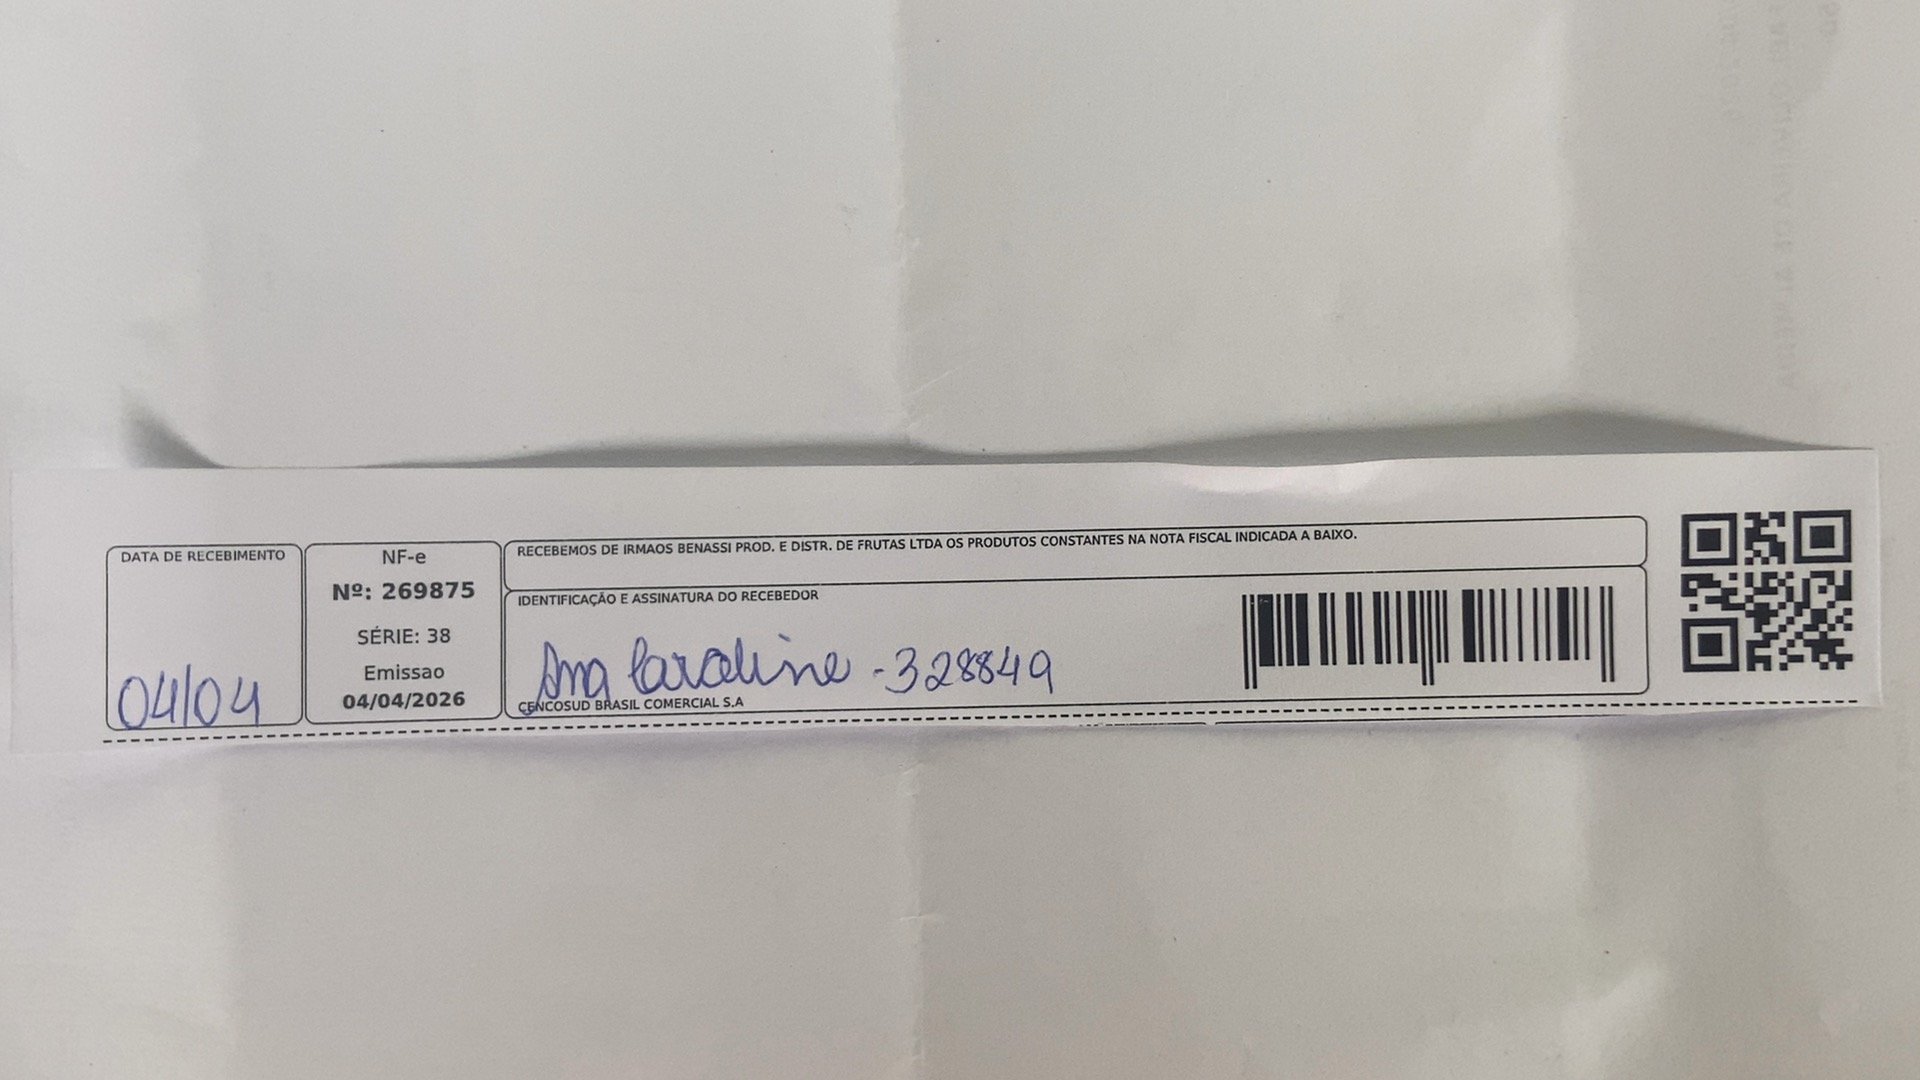 DATA DE RECEBIMENTO
04/04
NF-e
Nº: 269875
SÉRIE: 38
Emissao
04/04/2026
RECEBEMOS DE IRMAOS BENASSI PROD. E DISTR. DE FRUTAS LTDA OS PRODUTOS CONSTANTES NA NOTA FISCAL INDICADA A BAIXO.
IDENTIFICAÇÃO E ASSINATURA DO RECEBEDOR
Ana Caroline - 328849
CENCOSUD BRASIL COMERCIAL S.A